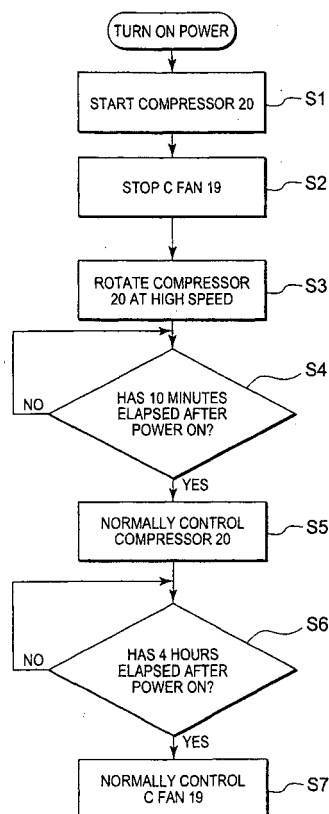 TURN ON POWER
START COMPRESSOR 20
S1
STOP C FAN 19
S2
ROTATE COMPRESSOR
20 AT HIGH SPEED
S3
S4
HAS 10 MINUTES
ELAPSED AFTER
POWER ON?
NO
YES
NORMALLY CONTROL
COMPRESSOR 20
S5
S6
HAS 4 HOURS
ELAPSED AFTER
POWER ON?
NO
YES
NORMALLY CONTROL
C FAN 19
S7